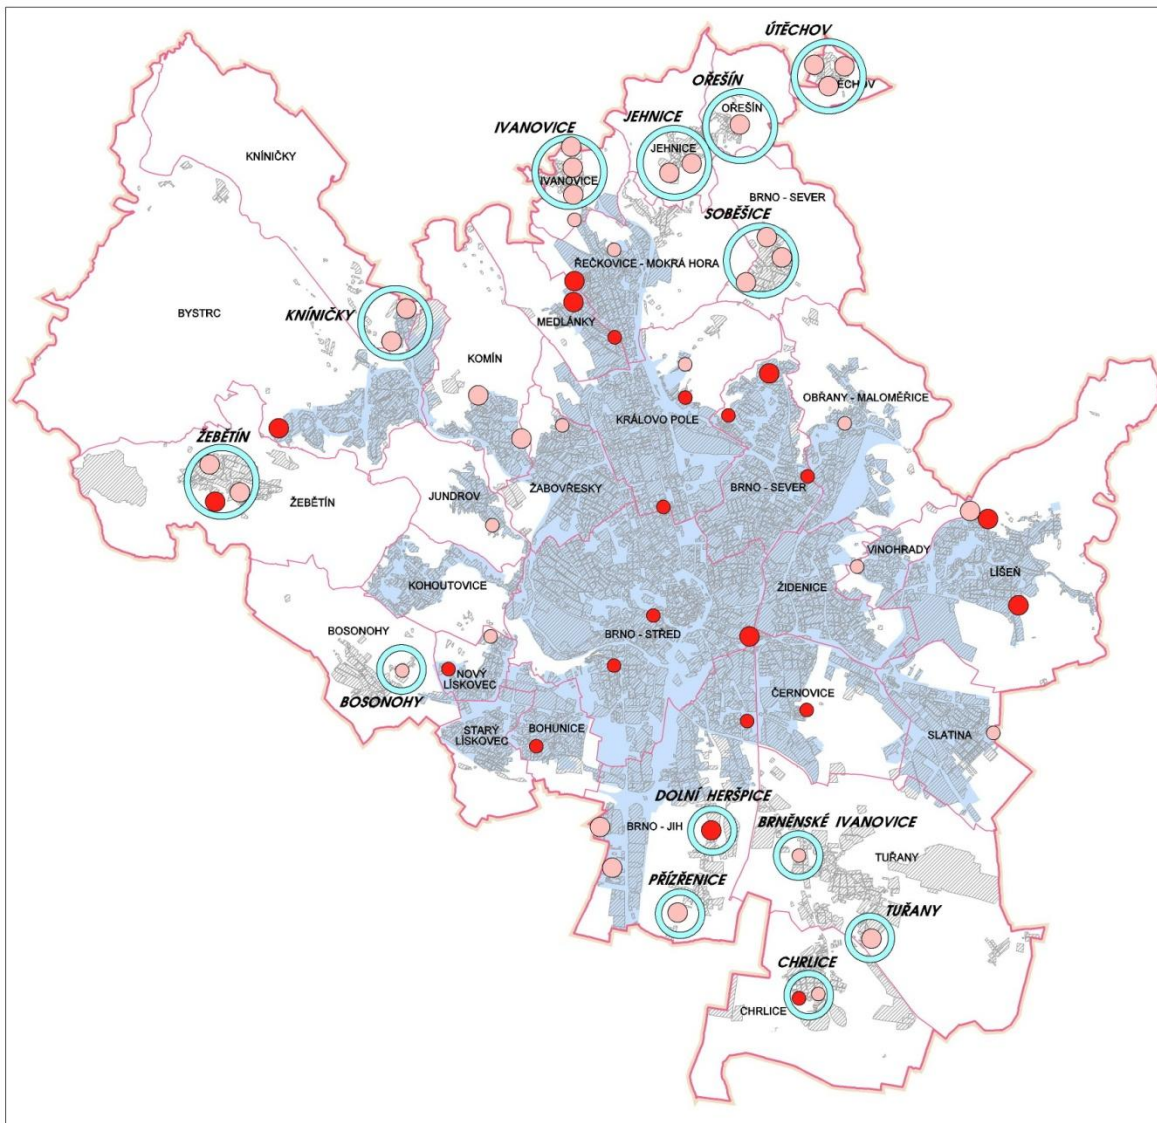 ÚTĚCHOV
ĚCHOV
OŘEŠÍN
OŘEŠÍN
JEHNICE
JEHNICE
IVANOVICE
IVANOVICE
KNÍNIČKY
BRNO - SEVER
SOBĚŠICE
ŘEČKOVICE - MOKRÁ HORA
BYSTRC
KNÍNIČKY
MEDLÁNKY
KOMÍN
OBŘANY - MALOMĚŘICE
KRÁLOVO POLE
ŽEBĚTÍN
ŽEBĚTÍN
JUNDROV
ŽABOVŘESKY
BRNO - SEVER
VINOHRADY
LÍŠEŇ
KOHOUTOVICE
ŽIDENICE
BOSONOHY
BRNO - STŘED
NOVÝ
LÍSKOVEC
BOSONOHY
ČERNOVICE
STARÝ
LÍSKOVEC
BOHUNICE
SLATINA
DOLNÍ HERŠPICE
BRNO - JIH
BRNĚNSKÉ IVANOVICE
TUŘANY
PŘÍZŘENICE
TUŘANY
CHRLICE
CHRLICE